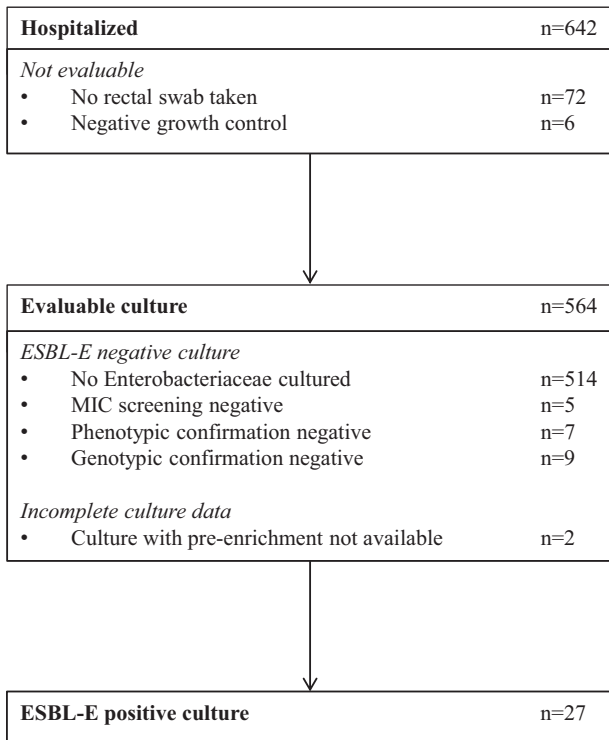 Hospitalized n=642
Not evaluable
• No rectal swab taken n=72
• Negative growth control n=6
Evaluable culture n=564
ESBL-E negative culture
• No Enterobacteriaceae cultured n=514
• MIC screening negative n=5
• Phenotypic confirmation negative n=7
• Genotypic confirmation negative n=9
Incomplete culture data
• Culture with pre-enrichment not available n=2
ESBL-E positive culture n=27